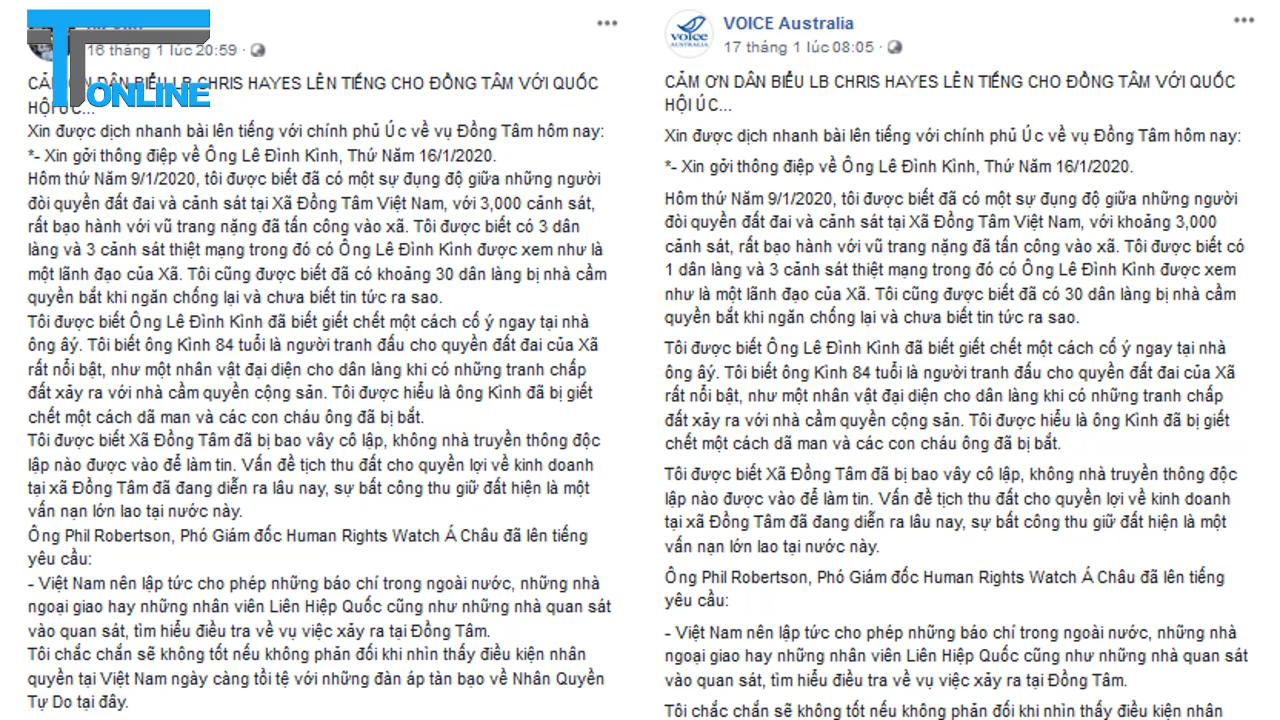 TT ONLINE
16 tháng 1 lúc 20:59 ·
CẢM ƠN DÂN BIỂU LB CHRIS HAYES LÊN TIẾNG CHO ĐỒNG TÂM VỚI QUỐC
HỘI ÚC...
Xin được dịch nhanh bài lên tiếng với chính phủ Úc về vụ Đồng Tâm hôm nay:
*- Xin gởi thông điệp về Ông Lê Đình Kình, Thứ Năm 16/1/2020.
Hôm thứ Năm 9/1/2020, tôi được biết đã có một sự đụng độ giữa những người
đòi quyền đất đai và cảnh sát tại Xã Đồng Tâm Việt Nam, với 3,000 cảnh sát,
rất bạo hành với vũ trang nặng đã tấn công vào xã. Tôi được biết có 3 dân
làng và 3 cảnh sát thiệt mạng trong đó có Ông Lê Đình Kình được xem như là
một lãnh đạo của Xã. Tôi cũng được biết đã có khoảng 30 dân làng bị nhà cầm
quyền bắt khi ngăn chống lại và chưa biết tin tức ra sao.
Tôi được biết Ông Lê Đình Kình đã biết giết chết một cách cố ý ngay tại nhà
ông ấy. Tôi biết ông Kình 84 tuổi là người tranh đấu cho quyền đất đai của Xã
rất nổi bật, như một nhân vật đại diện cho dân làng khi có những tranh chấp
đất xảy ra với nhà cầm quyền cộng sản. Tôi được hiểu là ông Kình đã bị giết
chết một cách dã man và các con cháu ông đã bị bắt.
Tôi được biết Xã Đồng Tâm đã bị bao vây cô lập, không nhà truyền thông độc
lập nào được vào để làm tin. Vấn đề tịch thu đất cho quyền lợi về kinh doanh
tại xã Đồng Tâm đã đang diễn ra lâu nay, sự bất công thu giữ đất hiện là một
vấn nạn lớn lao tại nước này.
Ông Phil Robertson, Phó Giám đốc Human Rights Watch Á Châu đã lên tiếng
yêu cầu:
- Việt Nam nên lập tức cho phép những báo chí trong ngoài nước, những nhà
ngoại giao hay những nhân viên Liên Hiệp Quốc cũng như những nhà quan sát
vào quan sát, tìm hiểu điều tra về vụ việc xảy ra tại Đồng Tâm.
Tôi chắc chắn sẽ không tốt nếu không phản đối khi nhìn thấy điều kiện nhân
quyền tại Việt Nam ngày càng tồi tệ với những đàn áp tàn bạo về Nhân Quyền
Tự Do tại đây.
voice
AUSTRALIA
VOICE Australia
17 tháng 1 lúc 08:05 ·
CẢM ƠN DÂN BIỂU LB CHRIS HAYES LÊN TIẾNG CHO ĐỒNG TÂM VỚI QUỐC
HỘI ÚC...
Xin được dịch nhanh bài lên tiếng với chính phủ Úc về vụ Đồng Tâm hôm nay:
*- Xin gởi thông điệp về Ông Lê Đình Kình, Thứ Năm 16/1/2020.
Hôm thứ Năm 9/1/2020, tôi được biết đã có một sự đụng độ giữa những người
đòi quyền đất đai và cảnh sát tại Xã Đồng Tâm Việt Nam, với khoảng 3,000
cảnh sát, rất bạo hành với vũ trang nặng đã tấn công vào xã. Tôi được biết có
1 dân làng và 3 cảnh sát thiệt mạng trong đó có Ông Lê Đình Kình được xem
như là một lãnh đạo của Xã. Tôi cũng được biết đã có 30 dân làng bị nhà cầm
quyền bắt khi ngăn chống lại và chưa biết tin tức ra sao.
Tôi được biết Ông Lê Đình Kình đã biết giết chết một cách cố ý ngay tại nhà
ông ấy. Tôi biết ông Kình 84 tuổi là người tranh đấu cho quyền đất đai của Xã
rất nổi bật, như một nhân vật đại diện cho dân làng khi có những tranh chấp
đất xảy ra với nhà cầm quyền cộng sản. Tôi được hiểu là ông Kình đã bị giết
chết một cách dã man và các con cháu ông đã bị bắt.
Tôi được biết Xã Đồng Tâm đã bị bao vây cô lập, không nhà truyền thông độc
lập nào được vào để làm tin. Vấn đề tịch thu đất cho quyền lợi về kinh doanh
tại xã Đồng Tâm đã đang diễn ra lâu nay, sự bất công thu giữ đất hiện là một
vấn nạn lớn lao tại nước này.
Ông Phil Robertson, Phó Giám đốc Human Rights Watch Á Châu đã lên tiếng
yêu cầu:
- Việt Nam nên lập tức cho phép những báo chí trong ngoài nước, những nhà
ngoại giao hay những nhân viên Liên Hiệp Quốc cũng như những nhà quan sát
vào quan sát, tìm hiểu điều tra về vụ việc xảy ra tại Đồng Tâm.
Tôi chắc chắn sẽ không tốt nếu không phản đối khi nhìn thấy điều kiện nhân